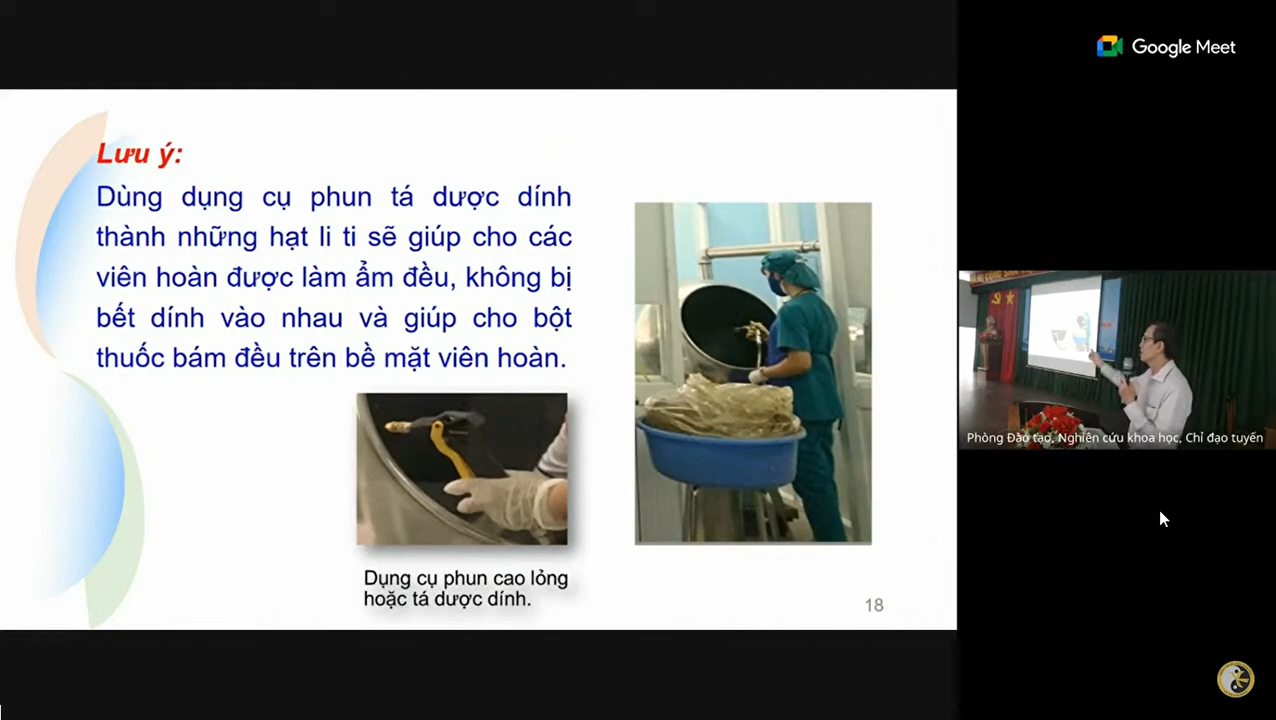 Google Meet
Lưu ý:
Dùng dụng cụ phun tá dược dính
thành những hạt li ti sẽ giúp cho các
viên hoàn được làm ẩm đều, không bị
bết dính vào nhau và giúp cho bột
thuốc bám đều trên bề mặt viên hoàn.
Dụng cụ phun cao lỏng
hoặc tá dược dính.
18
Phòng Đào tạo, Nghiên cứu khoa học, Chỉ đạo tuyến